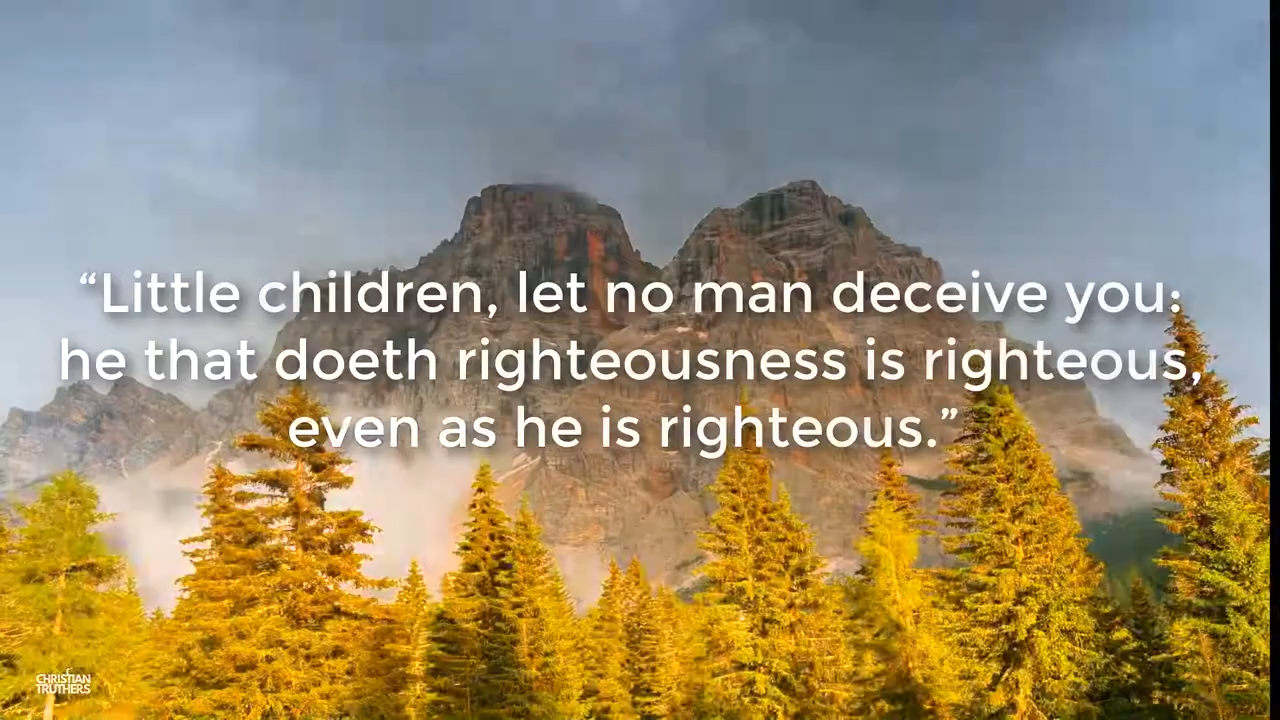 “Little children, let no man deceive you:
he that doeth righteousness is righteous,
even as he is righteous.”
CHRISTIAN
TRUTHERS